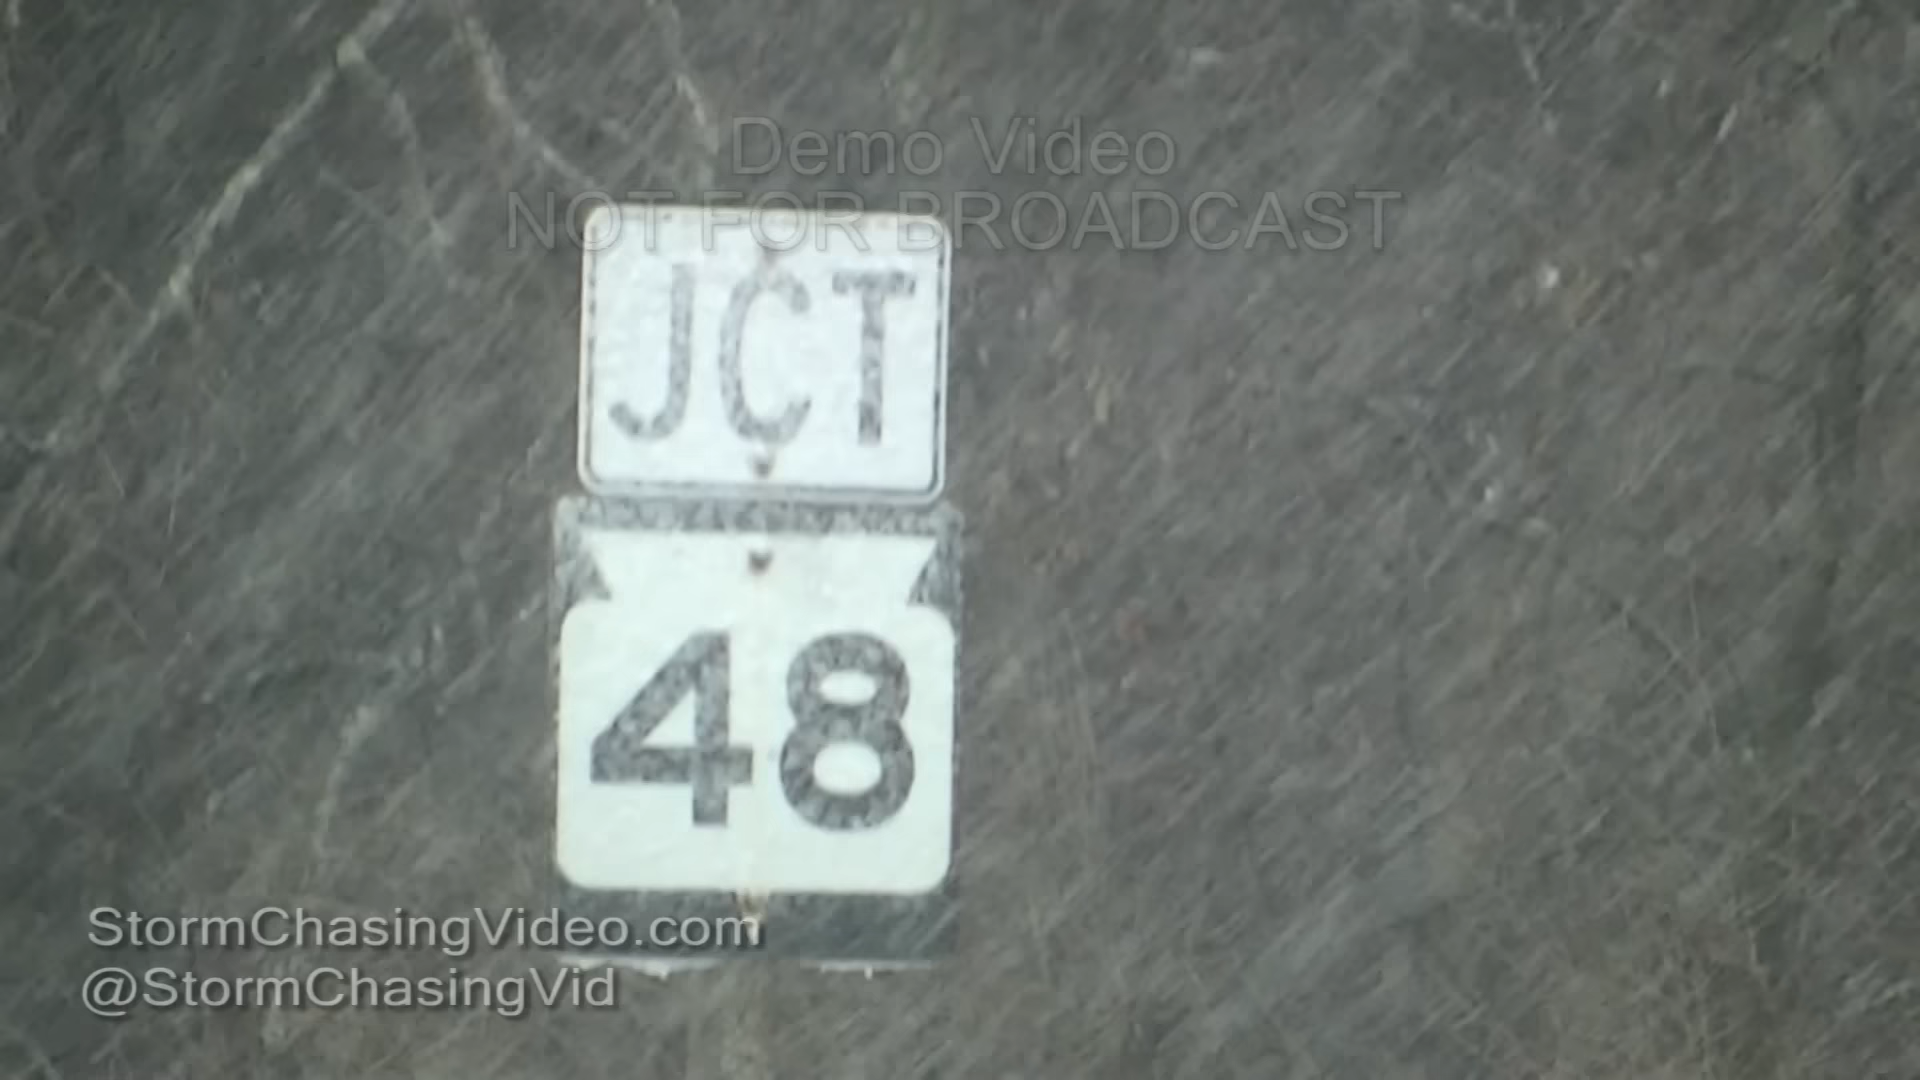 Demo Video
NOT FOR BROADCAST
JCT
48
StormChasingVideo.com
@StormChasingVid